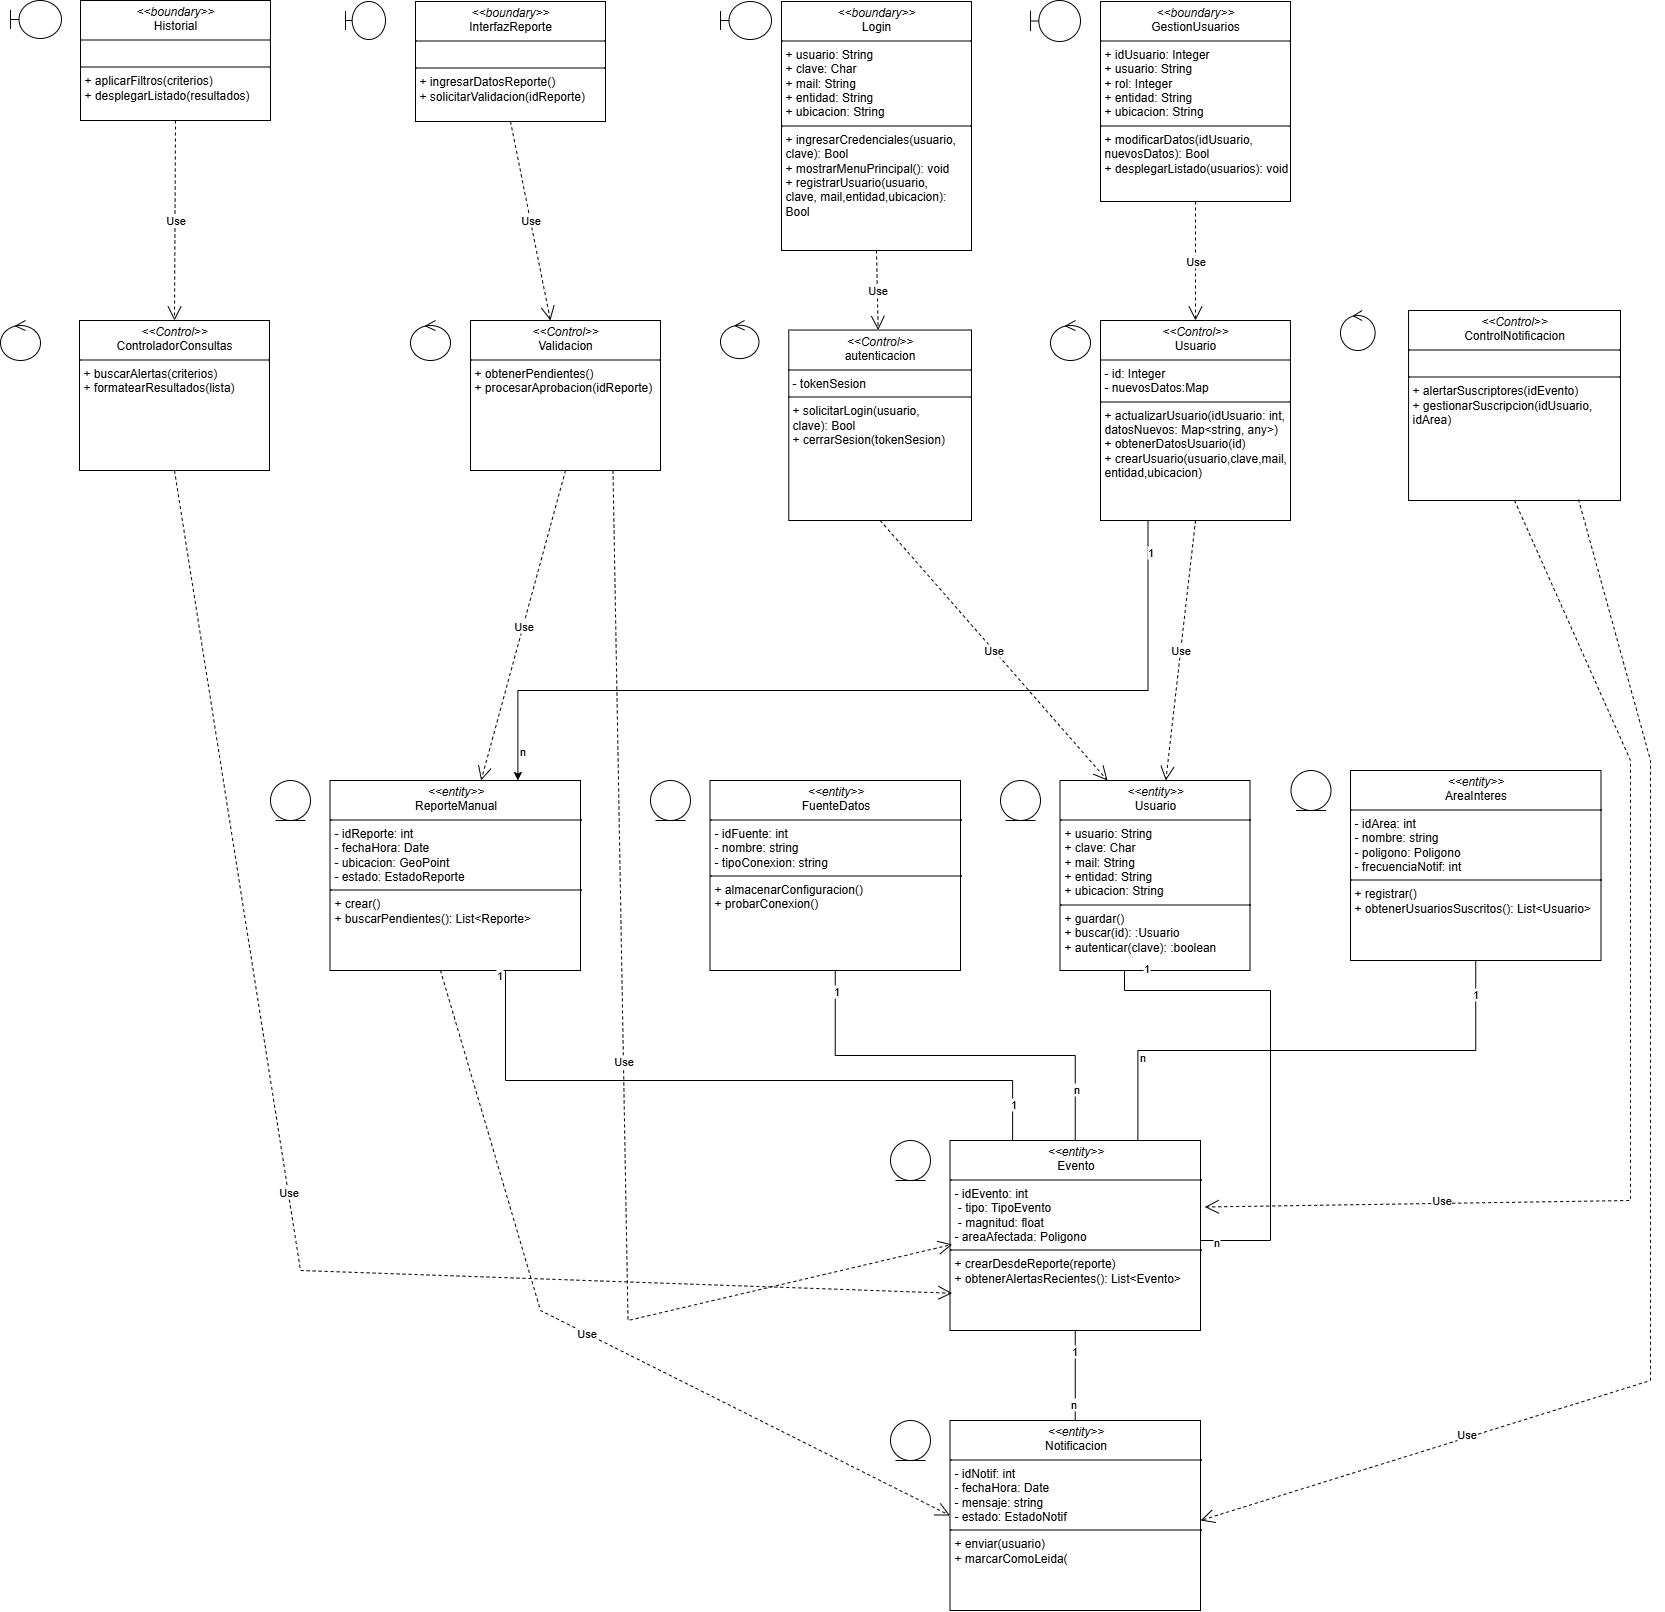 <<boundary>>
Historial
+ aplicarFiltros(criterios)
+ desplegarListado(resultados)
<<boundary>>
InterfazReporte
+ ingresarDatosReporte()
+ solicitarValidacion(idReporte)
<<boundary>>
Login
+ usuario: String
+ clave: Char
+ mail: String
+ entidad: String
+ ubicacion: String
+ ingresarCredenciales(usuario,
clave): Bool
+ mostrarMenuPrincipal(): void
+ registrarUsuario(usuario,
clave, mail,entidad,ubicacion):
Bool
<<boundary>>
GestionUsuarios
+ idUsuario: Integer
+ usuario: String
+ rol: Integer
+ entidad: String
+ ubicacion: String
+ modificarDatos(idUsuario,
nuevosDatos): Bool
+ desplegarListado(usuarios): void
Use
Use
Use
Use
<<Control>>
ControladorConsultas
+ buscarAlertas(criterios)
+ formatearResultados(lista)
<<Control>>
Validacion
+ obtenerPendientes()
+ procesarAprobacion(idReporte)
<<Control>>
autenticacion
- tokenSesion
+ solicitarLogin(usuario,
clave): Bool
+ cerrarSesion(tokenSesion)
<<Control>>
Usuario
- id: Integer
- nuevosDatos:Map
+ actualizarUsuario(idUsuario: int,
datosNuevos: Map<string, any>)
+ obtenerDatosUsuario(id)
+ crearUsuario(usuario,clave,mail,
entidad,ubicacion)
<<Control>>
ControlNotificacion
+ alertarSuscriptores(idEvento)
+ gestionarSuscripcion(idUsuario,
idArea)
1
Use
Use
Use
n
<<entity>>
ReporteManual
- idReporte: int
- fechaHora: Date
- ubicacion: GeoPoint
- estado: EstadoReporte
+ crear()
+ buscarPendientes(): List<Reporte>
<<entity>>
FuenteDatos
- idFuente: int
- nombre: string
- tipoConexion: string
+ almacenarConfiguracion()
+ probarConexion()
<<entity>>
Usuario
+ usuario: String
+ clave: Char
+ mail: String
+ entidad: String
+ ubicacion: String
+ guardar()
+ buscar(id): :Usuario
+ autenticar(clave): :boolean
<<entity>>
AreaInteres
- idArea: int
- nombre: string
- poligono: Poligono
- frecuenciaNotif: int
+ registrar()
+ obtenerUsuariosSuscritos(): List<Usuario>
1
1
1
1
Use
n
n
1
<<entity>>
Evento
- idEvento: int
- tipo: TipoEvento
- magnitud: float
- areaAfectada: Poligono
+ crearDesdeReporte(reporte)
+ obtenerAlertasRecientes(): List<Evento>
Use
Use
n
Use
1
n
Use
<<entity>>
Notificacion
- idNotif: int
- fechaHora: Date
- mensaje: string
- estado: EstadoNotif
+ enviar(usuario)
+ marcarComoLeida(